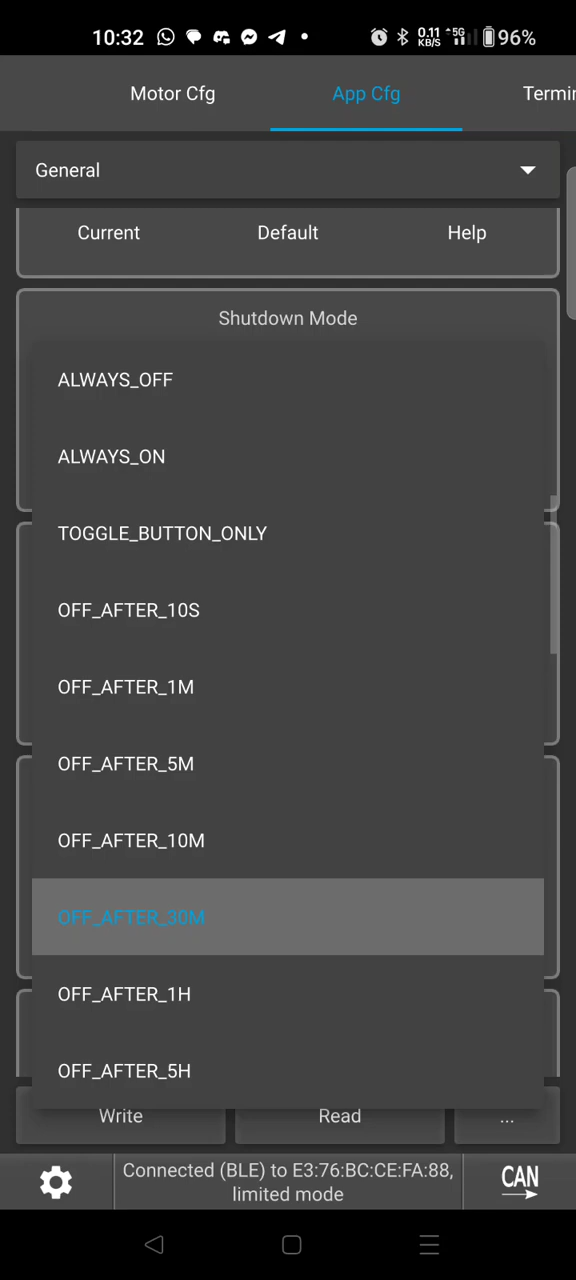 10:32
0.11
KB/S
5G
96%
Motor Cfg
App Cfg
Termin
General
Current
Default
Help
Shutdown Mode
ALWAYS_OFF
ALWAYS_ON
TOGGLE_BUTTON_ONLY
OFF_AFTER_10S
OFF_AFTER_1M
OFF_AFTER_5M
OFF_AFTER_10M
OFF_AFTER_30M
OFF_AFTER_1H
OFF_AFTER_5H
Write
Read
...
Connected (BLE) to E3:76:BC:CE:FA:88,
limited mode
CAN